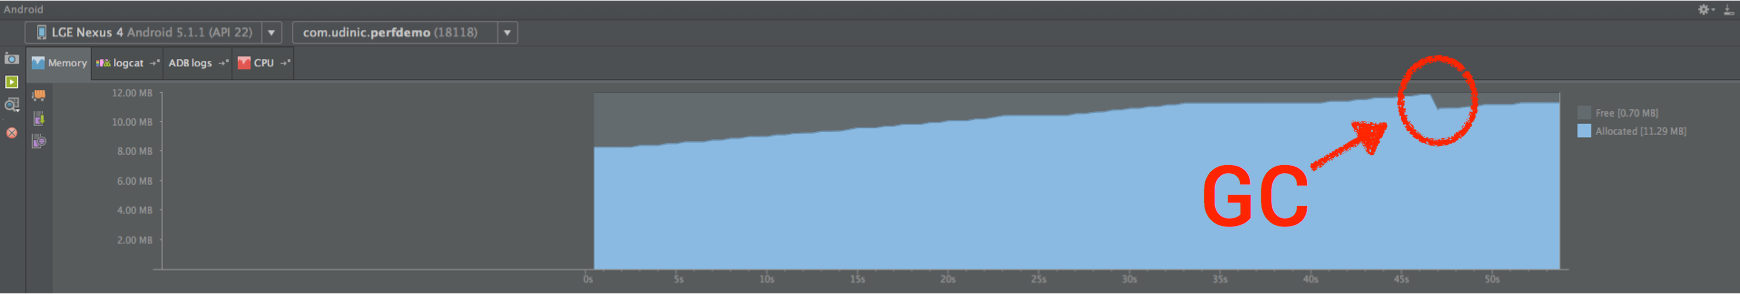 Android
LGE Nexus 4 Android 5.1.1 (API 22)
com.udinic.perfdemo (18118)
Memory
logcat
ADB logs
CPU
12.00 MB
10.00 MB
8.00 MB
6.00 MB
4.00 MB
2.00 MB
0s
5s
10s
15s
20s
25s
30s
35s
40s
45s
50s
GC
Free [0.70 MB]
Allocated [11.29 MB]